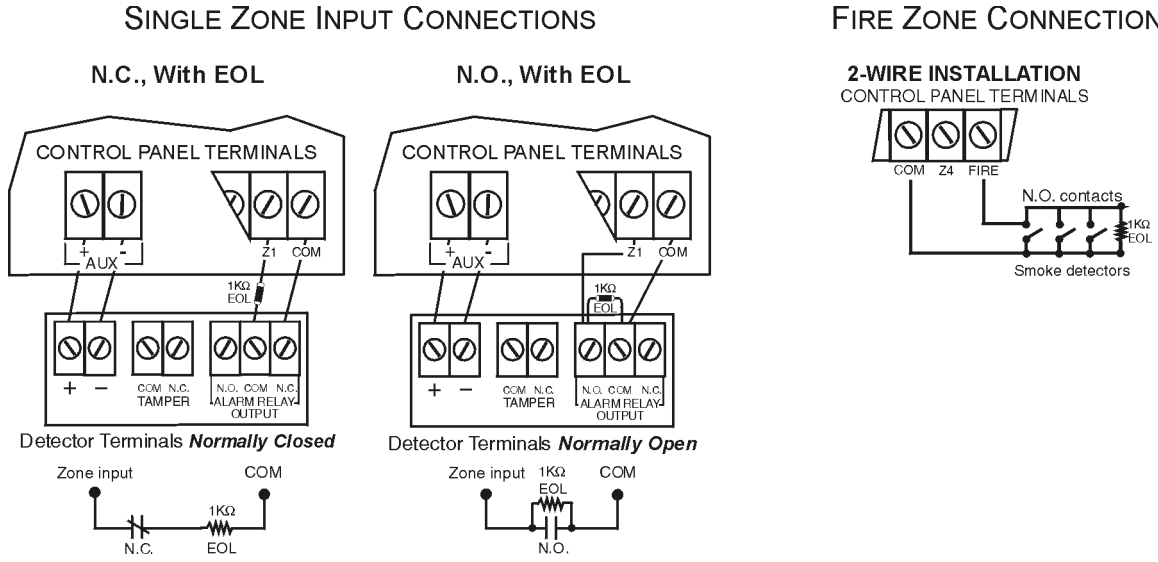 SINGLE ZONE INPUT CONNECTIONS
N.C., With EOL
CONTROL PANEL TERMINALS
+ -
AUX
Z1 COM
1KΩ
EOL
+ −
COM N.C.
TAMPER
N.O. COM N.C.
ALARM RELAY
OUTPUT
Detector Terminals Normally Closed
Zone input COM
1KΩ
N.C. EOL
N.O., With EOL
CONTROL PANEL TERMINALS
+ -
AUX
Z1 COM
1KΩ
EOL
+ −
COM N.C.
TAMPER
N.O. COM N.C.
ALARM RELAY
OUTPUT
Detector Terminals Normally Open
Zone input 1KΩ COM
EOL
N.O.
FIRE ZONE CONNECTION
2-WIRE INSTALLATION
CONTROL PANEL TERMINALS
COM Z4 FIRE
N.O. contacts
1KΩ
EOL
Smoke detectors